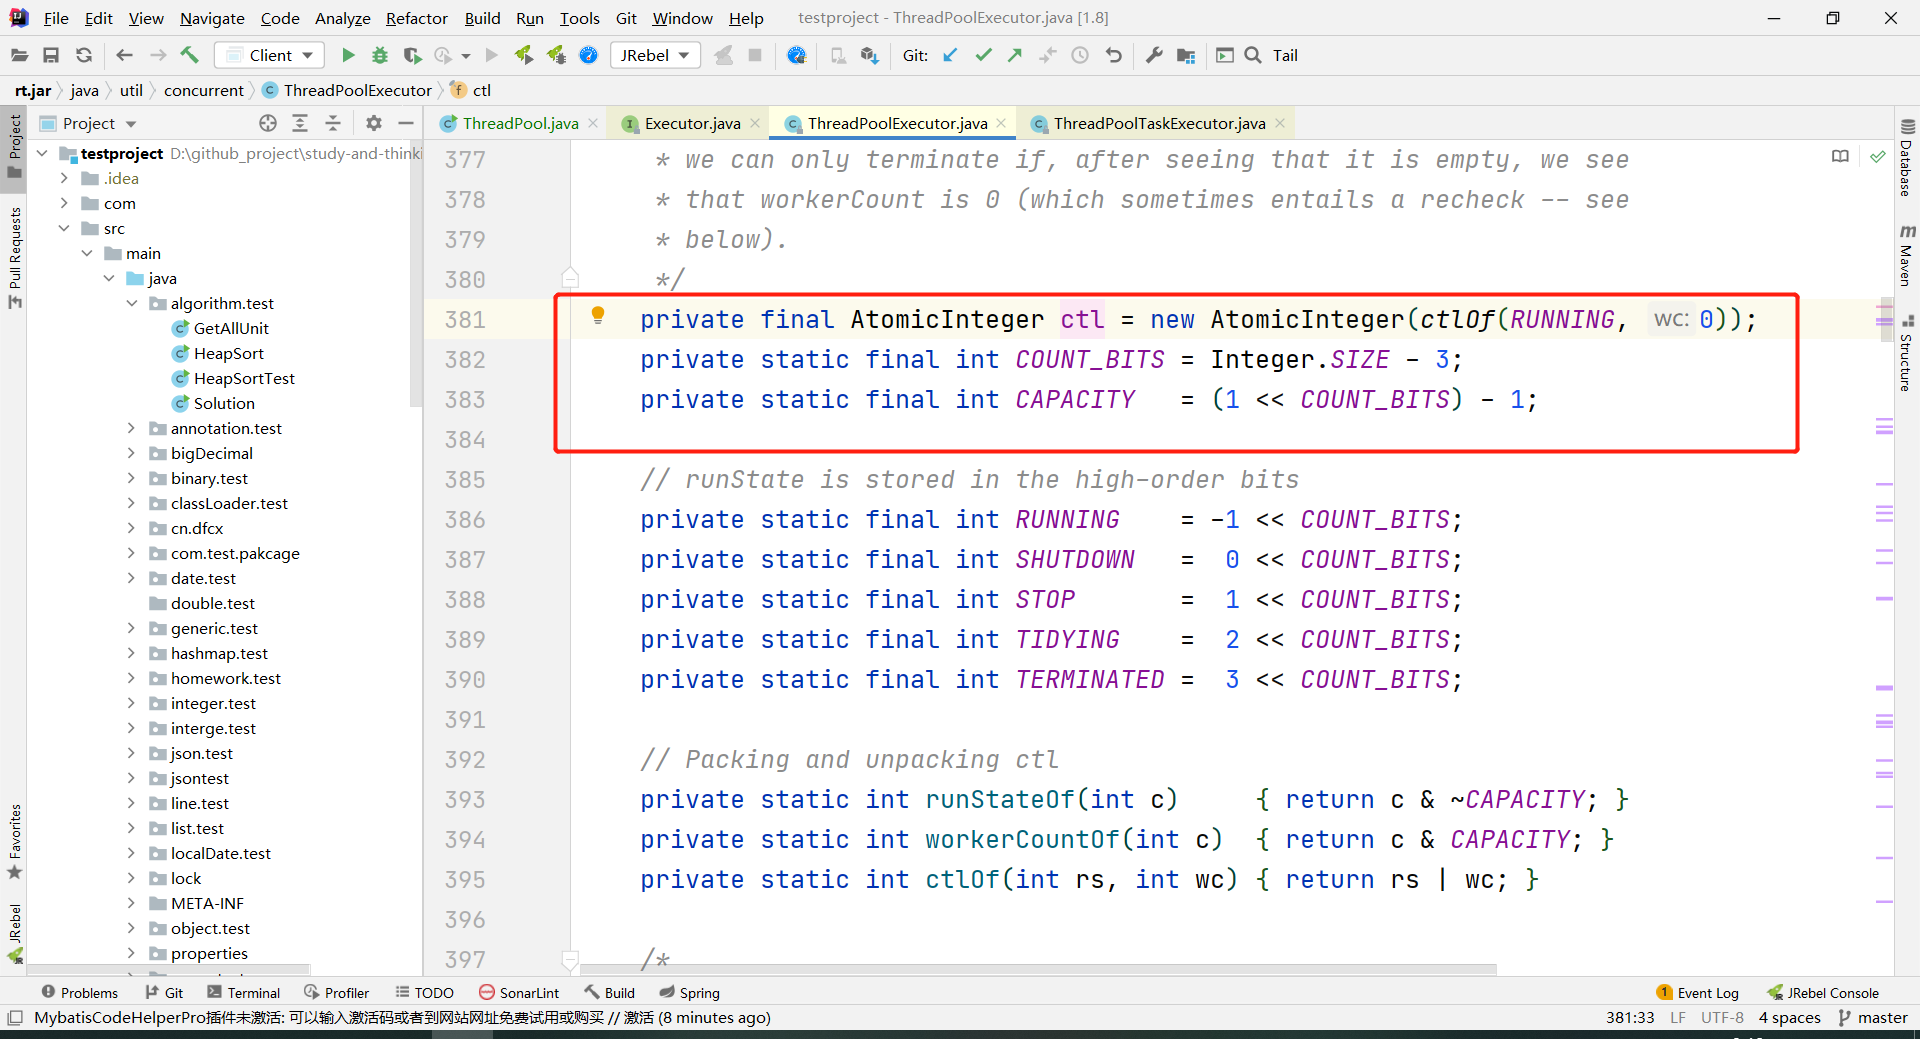 File Edit View Navigate Code Analyze Refactor Build Run Tools Git Window Help testproject - ThreadPoolExecutor.java [1.8]
Client JRebel Git: Tail
rt.jar java util concurrent ThreadPoolExecutor ctl
Project
ThreadPool.java Executor.java ThreadPoolExecutor.java ThreadPoolTaskExecutor.java
Project
Pull Requests
Favorites
JRebel
testproject D:\github_project\study-and-thinki
.idea
com
src
main
java
algorithm.test
GetAllUnit
HeapSort
HeapSortTest
Solution
annotation.test
bigDecimal
binary.test
classLoader.test
cn.dfcx
com.test.pakcage
date.test
double.test
generic.test
hashmap.test
homework.test
integer.test
interge.test
json.test
jsontest
line.test
list.test
localDate.test
lock
META-INF
object.test
properties
377 * we can only terminate if, after seeing that it is empty, we see
378 * that workerCount is 0 (which sometimes entails a recheck -- see
379 * below).
380 */
381 private final AtomicInteger ctl = new AtomicInteger(ctlOf(RUNNING, wc: 0));
382 private static final int COUNT_BITS = Integer.SIZE - 3;
383 private static final int CAPACITY = (1 << COUNT_BITS) - 1;
384
385 // runState is stored in the high-order bits
386 private static final int RUNNING = -1 << COUNT_BITS;
387 private static final int SHUTDOWN = 0 << COUNT_BITS;
388 private static final int STOP = 1 << COUNT_BITS;
389 private static final int TIDYING = 2 << COUNT_BITS;
390 private static final int TERMINATED = 3 << COUNT_BITS;
391
392 // Packing and unpacking ctl
393 private static int runStateOf(int c) { return c & ~CAPACITY; }
394 private static int workerCountOf(int c) { return c & CAPACITY; }
395 private static int ctlOf(int rs, int wc) { return rs | wc; }
396
397 /*
Database
m Maven
Structure
Problems Git Terminal Profiler TODO SonarLint Build Spring 1 Event Log JRebel Console
MybatisCodeHelperPro插件未激活: 可以输入激活码或者到网站网址免费试用或购买 // 激活 (8 minutes ago) 381:33 LF UTF-8 4 spaces master